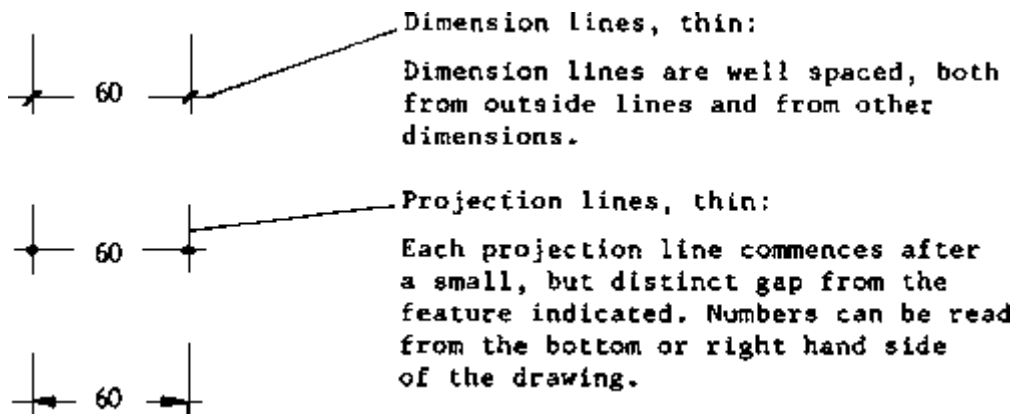 Dimension lines, thin:
60
Dimension lines are well spaced, both
from outside lines and from other
dimensions.
Projection lines, thin:
60
Each projection line commences after
a small, but distinct gap from the
feature indicated. Numbers can be read
from the bottom or right hand side
of the drawing.
60